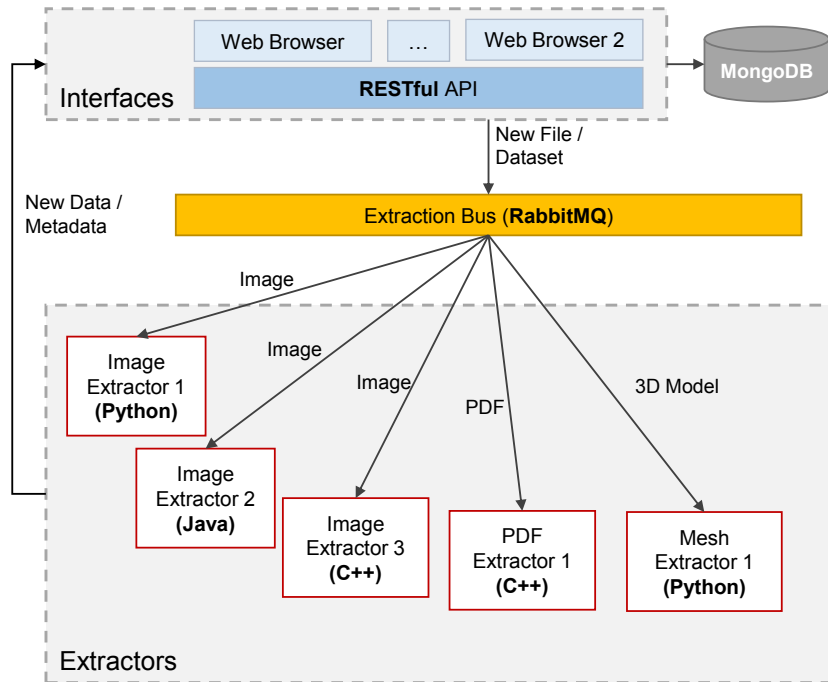 Web Browser
…
Web Browser 2
RESTful API
Interfaces
MongoDB
New File /
Dataset
New Data /
Metadata
Extraction Bus (RabbitMQ)
Image
Image
Image
PDF
3D Model
Image
Extractor 1
(Python)
Image
Extractor 2
(Java)
Image
Extractor 3
(C++)
PDF
Extractor 1
(C++)
Mesh
Extractor 1
(Python)
Extractors